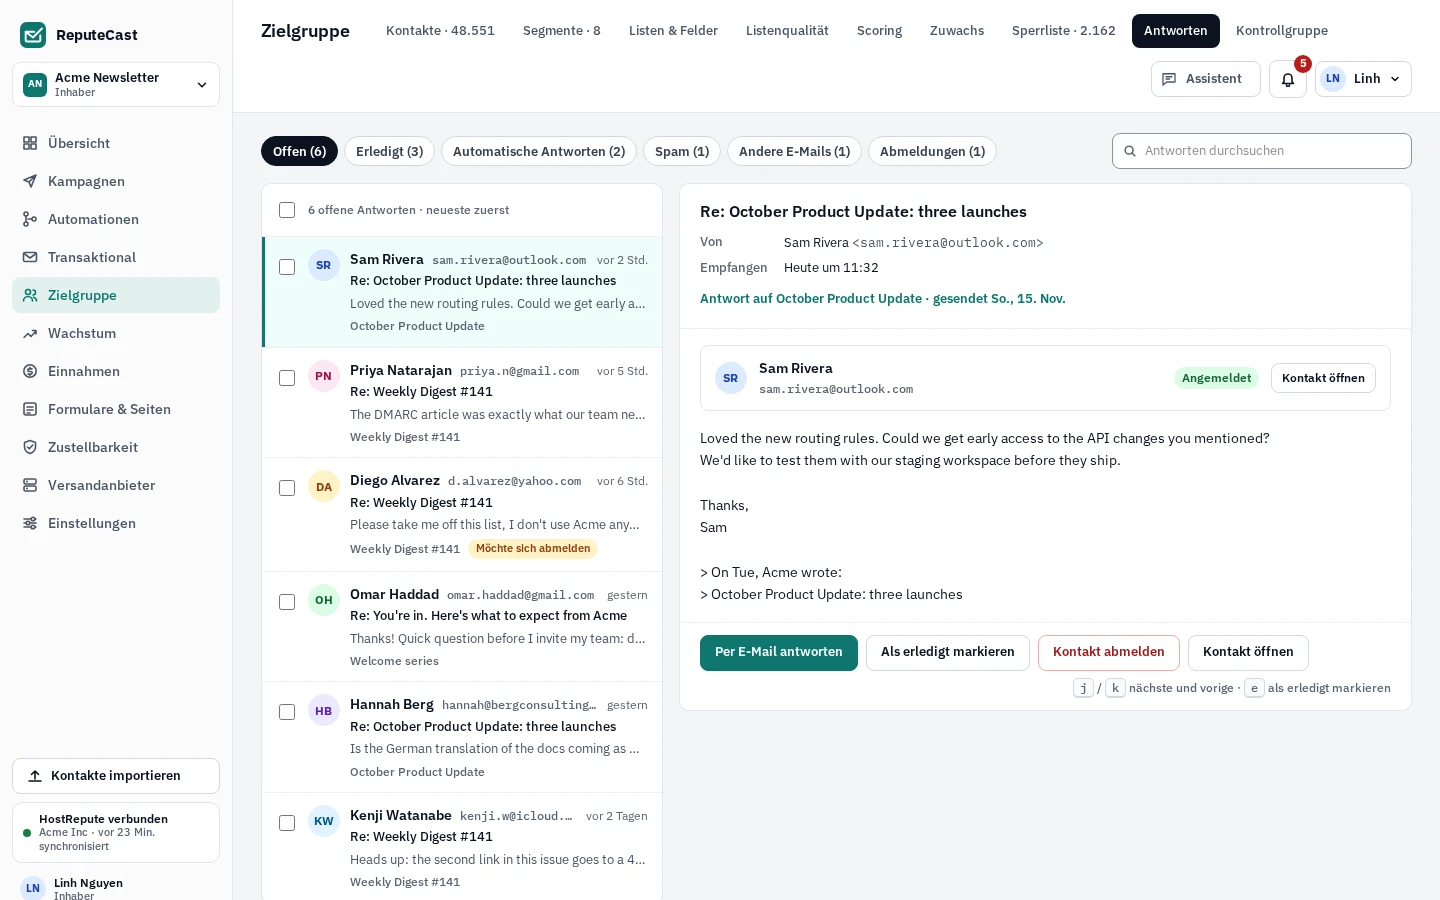 ReputeCast
AN
Acme Newsletter
Inhaber
Übersicht
Kampagnen
Automationen
Transaktional
Zielgruppe
Wachstum
Einnahmen
Formulare & Seiten
Zustellbarkeit
Versandanbieter
Einstellungen
Kontakte importieren
HostRepute verbunden
Acme Inc · vor 23 Min.
synchronisiert
LN
Linh Nguyen
Inhaber
Zielgruppe
Kontakte · 48.551
Segmente · 8
Listen & Felder
Listenqualität
Scoring
Zuwachs
Sperrliste · 2.162
Antworten
Kontrollgruppe
Assistent
5
LN
Linh
Offen (6)
Erledigt (3)
Automatische Antworten (2)
Spam (1)
Andere E-Mails (1)
Abmeldungen (1)
Antworten durchsuchen
6 offene Antworten · neueste zuerst
SR
Sam Rivera sam.rivera@outlook.com vor 2 Std.
Re: October Product Update: three launches
Loved the new routing rules. Could we get early a…
October Product Update
PN
Priya Natarajan priya.n@gmail.com vor 5 Std.
Re: Weekly Digest #141
The DMARC article was exactly what our team ne…
Weekly Digest #141
DA
Diego Alvarez d.alvarez@yahoo.com vor 6 Std.
Re: Weekly Digest #141
Please take me off this list, I don't use Acme any…
Weekly Digest #141 Möchte sich abmelden
OH
Omar Haddad omar.haddad@gmail.com gestern
Re: You're in. Here's what to expect from Acme
Thanks! Quick question before I invite my team: d…
Welcome series
HB
Hannah Berg hannah@bergconsulting… gestern
Re: October Product Update: three launches
Is the German translation of the docs coming as …
October Product Update
KW
Kenji Watanabe kenji.w@icloud.… vor 2 Tagen
Re: Weekly Digest #141
Heads up: the second link in this issue goes to a 4…
Weekly Digest #141
Re: October Product Update: three launches
Von Sam Rivera <sam.rivera@outlook.com>
Empfangen Heute um 11:32
Antwort auf October Product Update · gesendet So., 15. Nov.
SR
Sam Rivera
sam.rivera@outlook.com
Angemeldet
Kontakt öffnen
Loved the new routing rules. Could we get early access to the API changes you mentioned?
We'd like to test them with our staging workspace before they ship.
Thanks,
Sam
> On Tue, Acme wrote:
> October Product Update: three launches
Per E-Mail antworten
Als erledigt markieren
Kontakt abmelden
Kontakt öffnen
j / k nächste und vorige · e als erledigt markieren